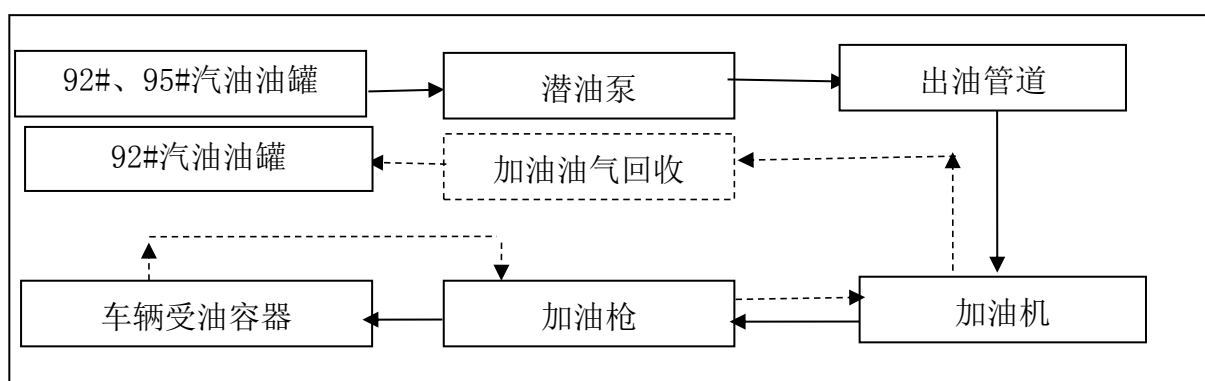 92#、95#汽油油罐
潜油泵
出油管道
92#汽油油罐
加油油气回收
车辆受油容器
加油枪
加油机